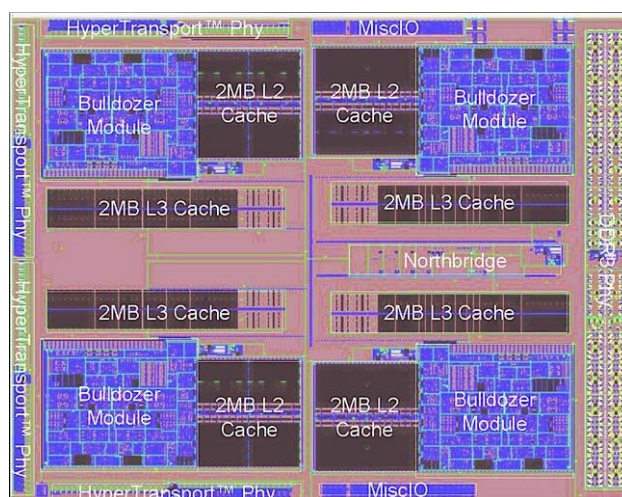 HyperTransport™ Phy
MiscIO
HyperTransport™ Phy
Bulldozer
Module
2MB L2
Cache
2MB L2
Cache
Bulldozer
Module
DDR3 Phy
2MB L3 Cache
2MB L3 Cache
Northbridge
HyperTransport™ Phy
2MB L3 Cache
2MB L3 Cache
Bulldozer
Module
2MB L2
Cache
2MB L2
Cache
Bulldozer
Module
HyperTransport™ Phy
MiscIO